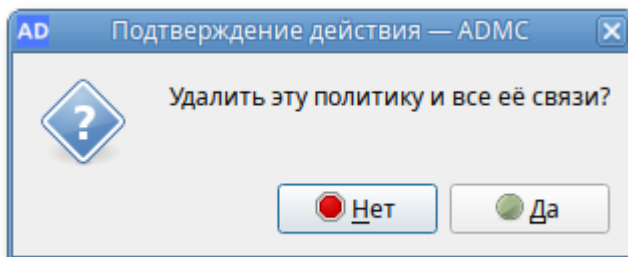 AD Подтверждение действия — ADMC
Удалить эту политику и все её связи?
Нет Да